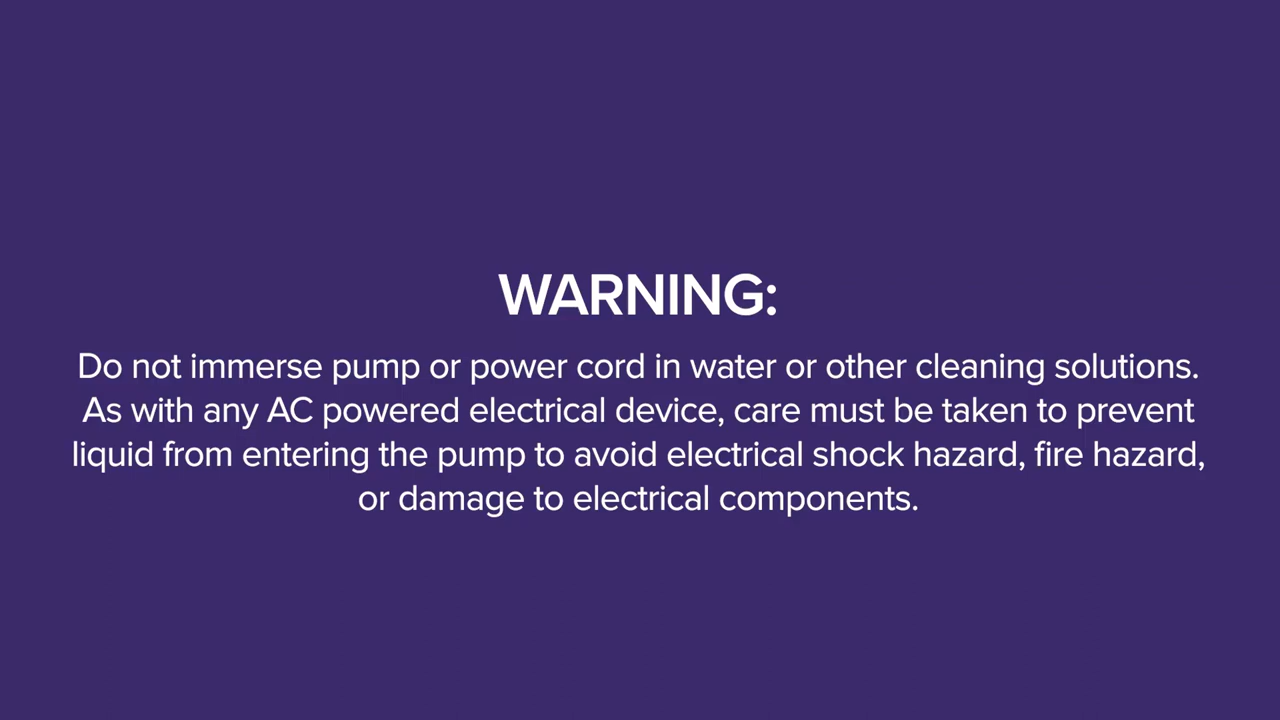 WARNING:
Do not immerse pump or power cord in water or other cleaning solutions.
As with any AC powered electrical device, care must be taken to prevent
liquid from entering the pump to avoid electrical shock hazard, fire hazard,
or damage to electrical components.